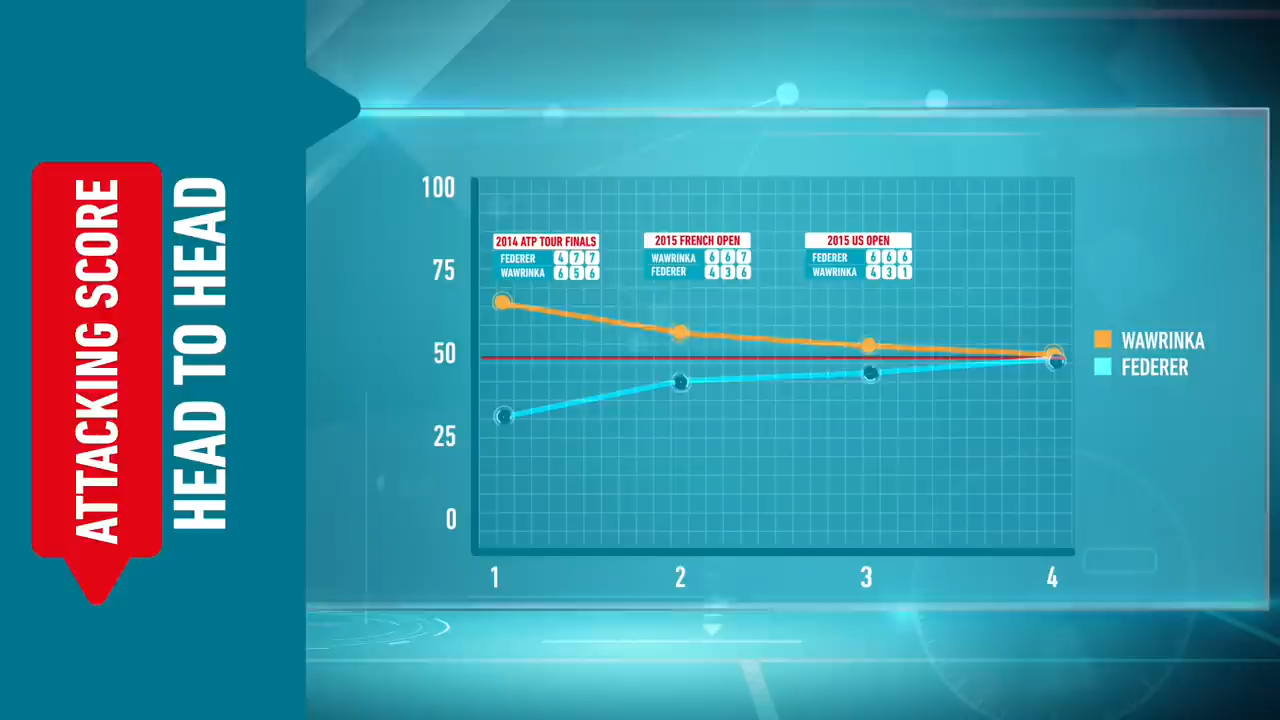 ATTACKING SCORE
HEAD TO HEAD
100
75
50
25
0
2014 ATP TOUR FINALS
FEDERER 4 7 7
WAWRINKA 6 5 6
2015 FRENCH OPEN
WAWRINKA 6 6 7
FEDERER 4 3 6
2015 US OPEN
FEDERER 6 6 6
WAWRINKA 4 3 1
WAWRINKA
FEDERER
1 2 3 4